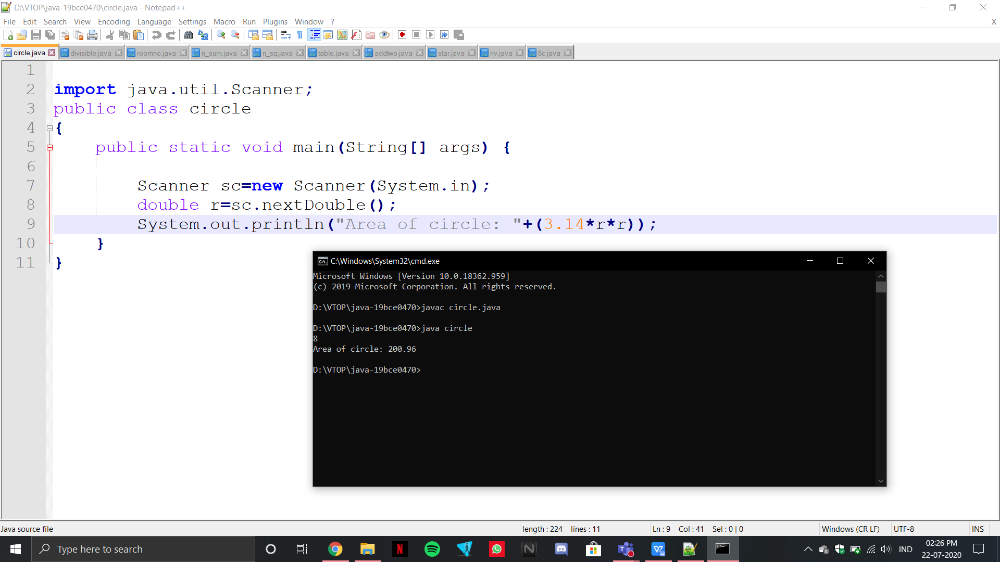 D:\VTOP\java-19bce0470\circle.java - Notepad++
File Edit Search View Encoding Language Settings Macro Run Plugins Window ? X
circle.java divisible.java roomno.java n_sum.java n_sq.java table.java addtwo.java star.java nv.java 8c.java
1
2 import java.util.Scanner;
3 public class circle
4 {
5 public static void main(String[] args) {
6
7 Scanner sc=new Scanner(System.in);
8 double r=sc.nextDouble();
9 System.out.println("Area of circle: "+(3.14*r*r));
10 }
11 }
C:\Windows\System32\cmd.exe
Microsoft Windows [Version 10.0.18362.959]
(c) 2019 Microsoft Corporation. All rights reserved.
D:\VTOP\java-19bce0470>javac circle.java
D:\VTOP\java-19bce0470>java circle
8
Area of circle: 200.96
D:\VTOP\java-19bce0470>
Java source file length : 224 lines : 11 Ln : 9 Col : 41 Sel : 0 | 0 Windows (CR LF) UTF-8 INS
Type here to search IND 02:26 PM
22-07-2020